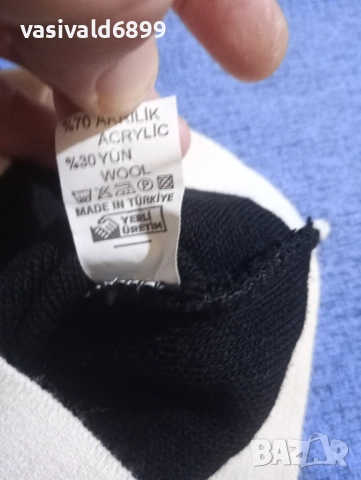 vasivald6899
%70 AKRİLİK
ACRYLIC
%30 YÜN
WOOL
MADE IN TÜRKİYE
YERLİ
ÜRETİM
BAZAR